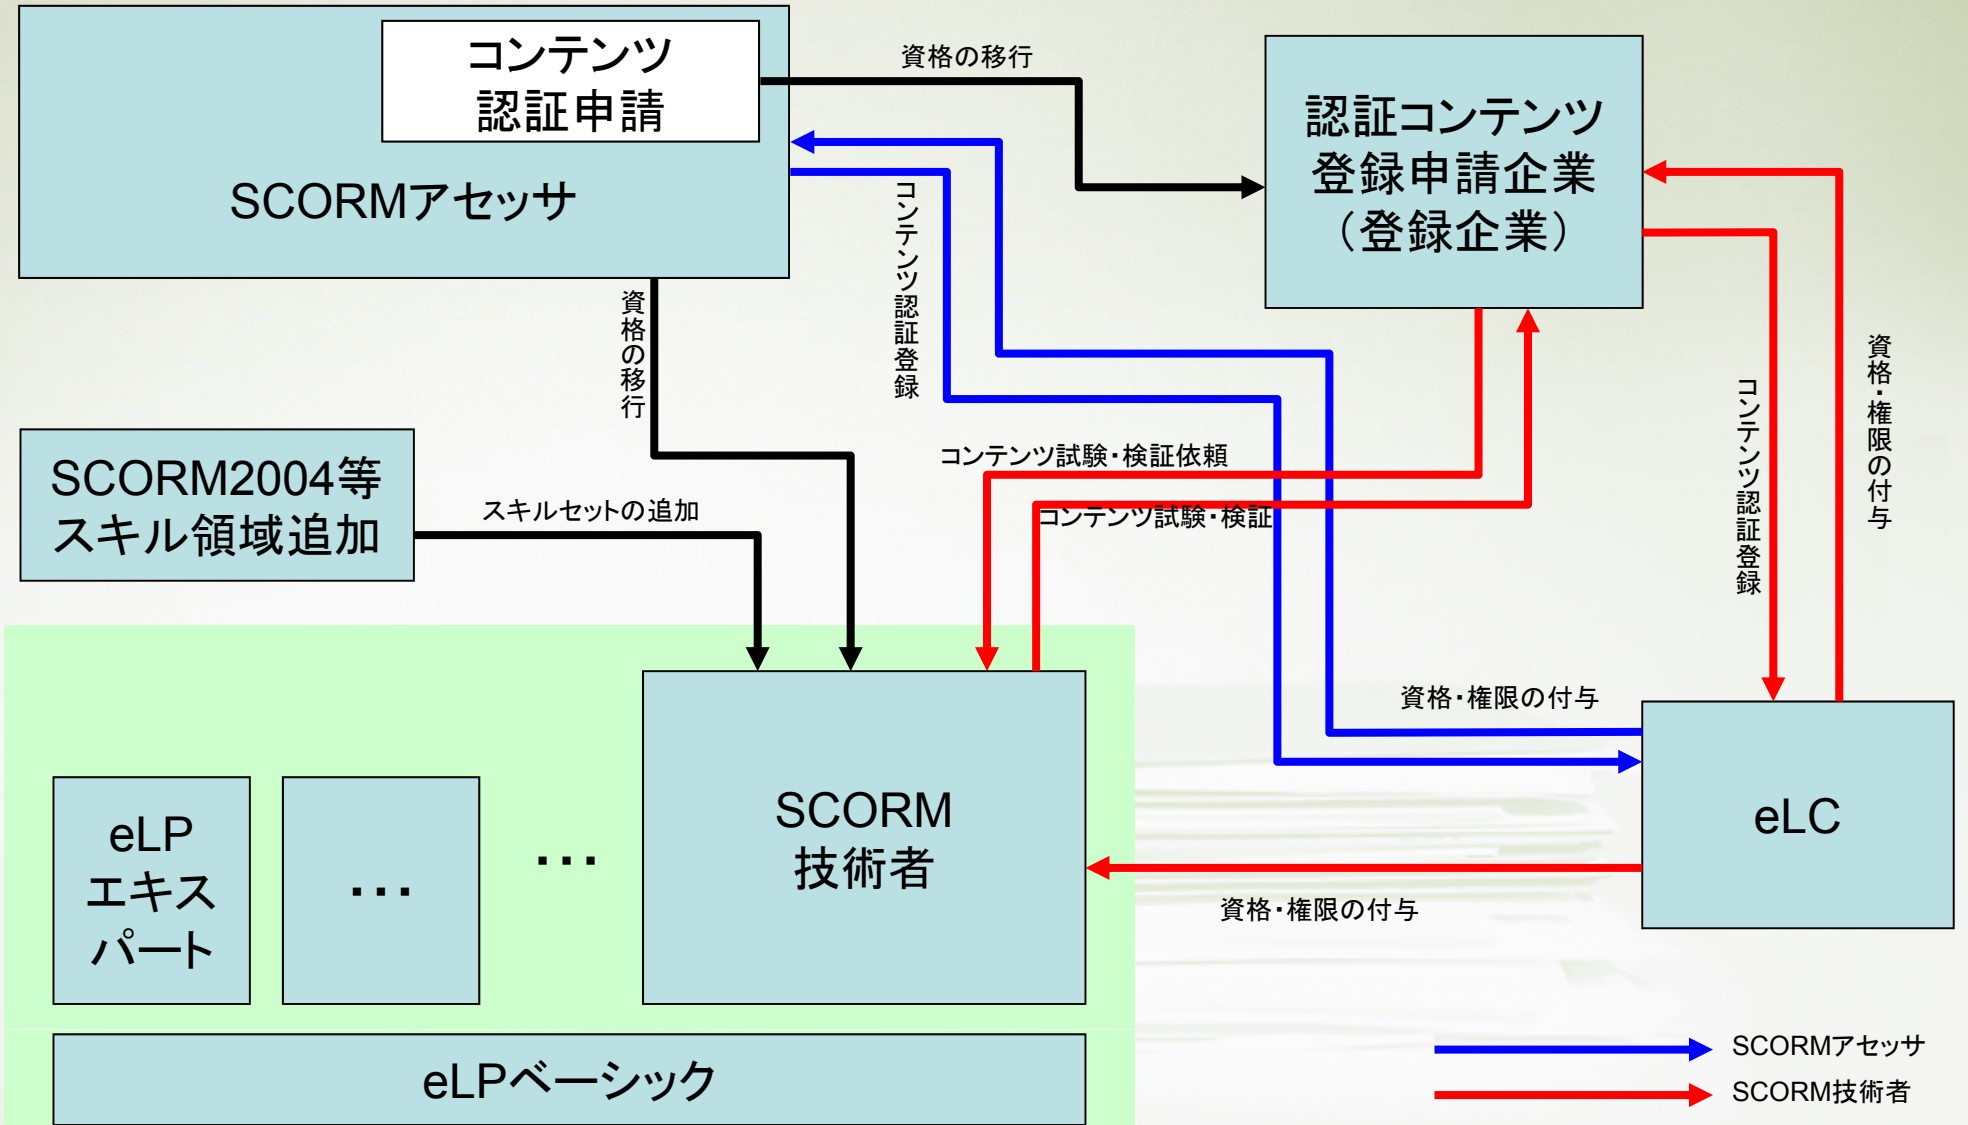 コンテンツ
認証申請
SCORMアセッサ
資格の移行
認証コンテンツ
登録申請企業
（登録企業）
コンテンツ認証登録
資格の移行
資格・権限の付与
コンテンツ認証登録
SCORM2004等
スキル領域追加
スキルセットの追加
コンテンツ試験・検証依頼
コンテンツ試験・検証
資格・権限の付与
eLP
エキス
パート
…
…
SCORM
技術者
eLC
資格・権限の付与
eLPベーシック
SCORMアセッサ
SCORM技術者